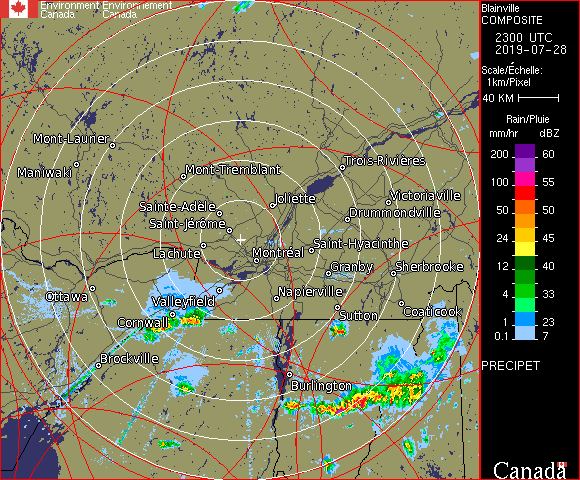 Environment Environnement
Canada Canada
Blainville
COMPOSITE
2300 UTC
2019-07-28
Scale/Échelle:
1km/Pixel
40 KM
Rain/Pluie
mm/hr dBZ
200 60
100 55
50 50
24 45
12 40
4 33
1 23
0.1 7
PRECIPET
Mont-Laurier
Maniwaki
Mont-Tremblant
Trois-Rivières
Joliette
Victoriaville
Sainte-Adèle
Drummondville
Saint-Jérôme
Lachute
Montréal
Saint-Hyacinthe
Granby
Sherbrooke
Ottawa
Valleyfield
Napierville
Cornwall
Sutton
Coaticook
Brockville
Burlington
Canada